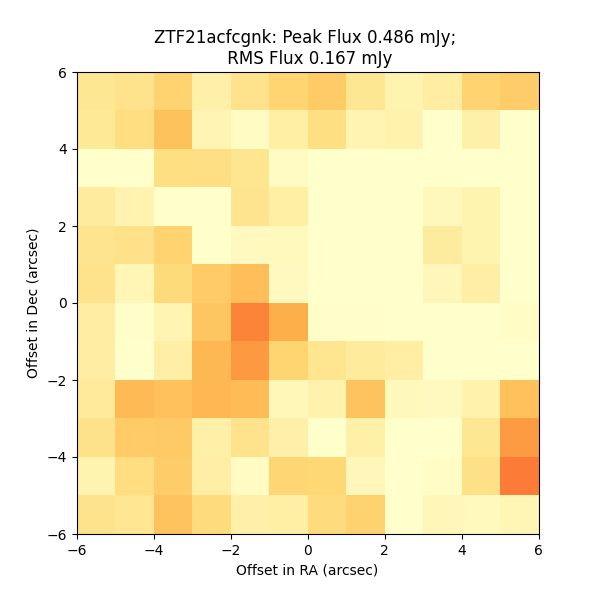 ZTF21acfcgnk: Peak Flux 0.486 mJy;
RMS Flux 0.167 mJy
6
4
2
0
−2
−4
−6
Offset in Dec (arcsec)
−6 −4 −2 0 2 4 6
Offset in RA (arcsec)